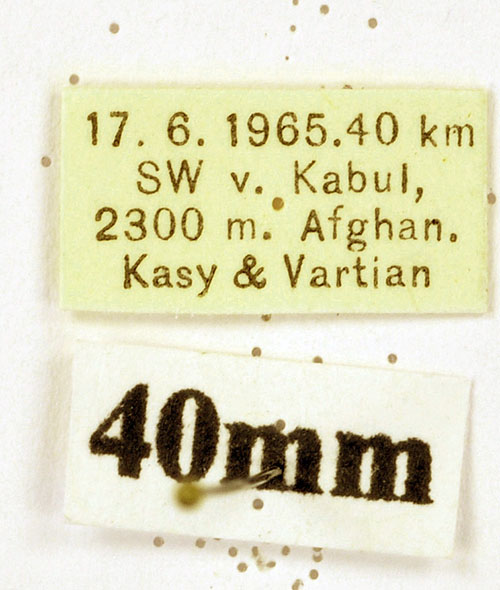 17. 6. 1965.40 km
SW v. Kabul,
2300 m. Afghan.
Kasy & Vartian
40mm